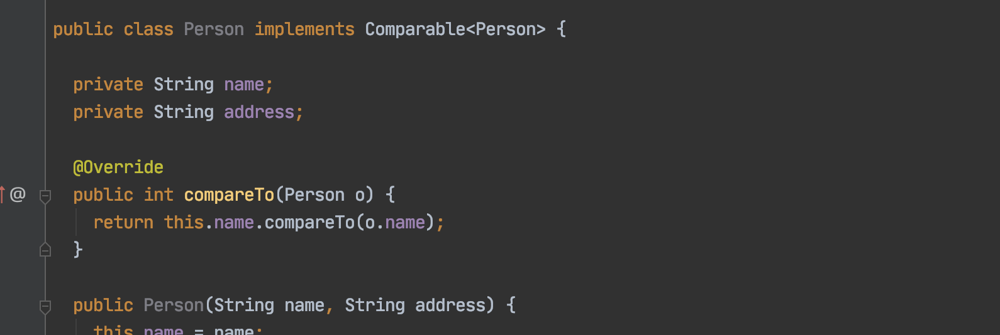 public class Person implements Comparable<Person> {
private String name;
private String address;
@Override
@ public int compareTo(Person o) {
return this.name.compareTo(o.name);
}
public Person(String name, String address) {
this.name = name;